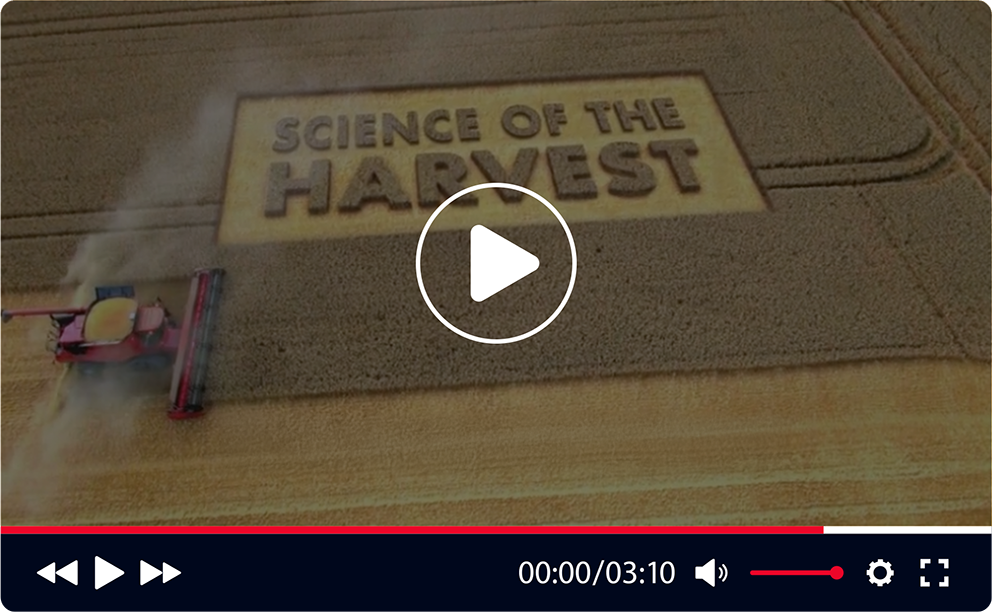 SCIENCE OF THE
HARVEST
00:00/03:10